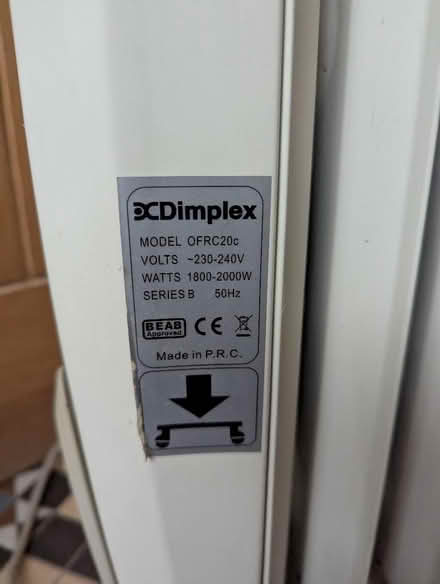 Dimplex
MODEL OFRC20c
VOLTS ~230-240V
WATTS 1800-2000W
SERIES B 50Hz
BEAB
Approved
CE
Made in P.R.C.